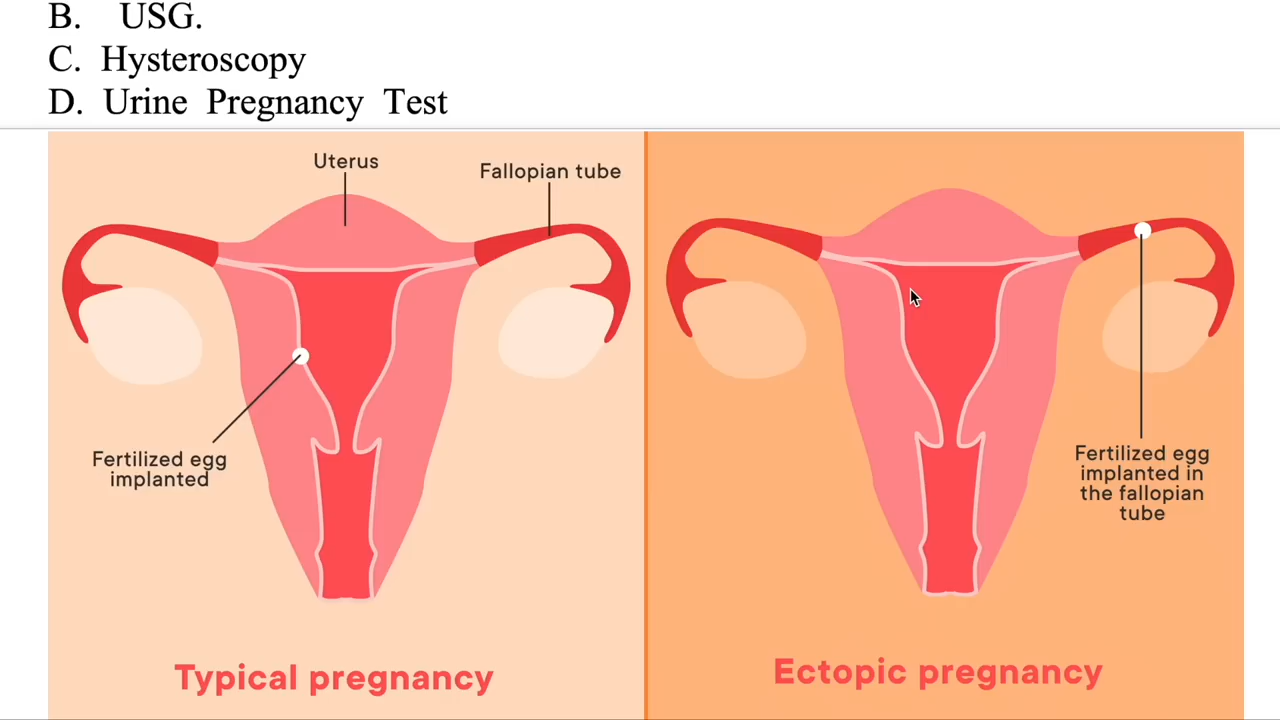 B. USG.
C. Hysteroscopy
D. Urine Pregnancy Test
Uterus
Fallopian tube
Fertilized egg
implanted
Typical pregnancy
Fertilized egg
implanted in
the fallopian
tube
Ectopic pregnancy